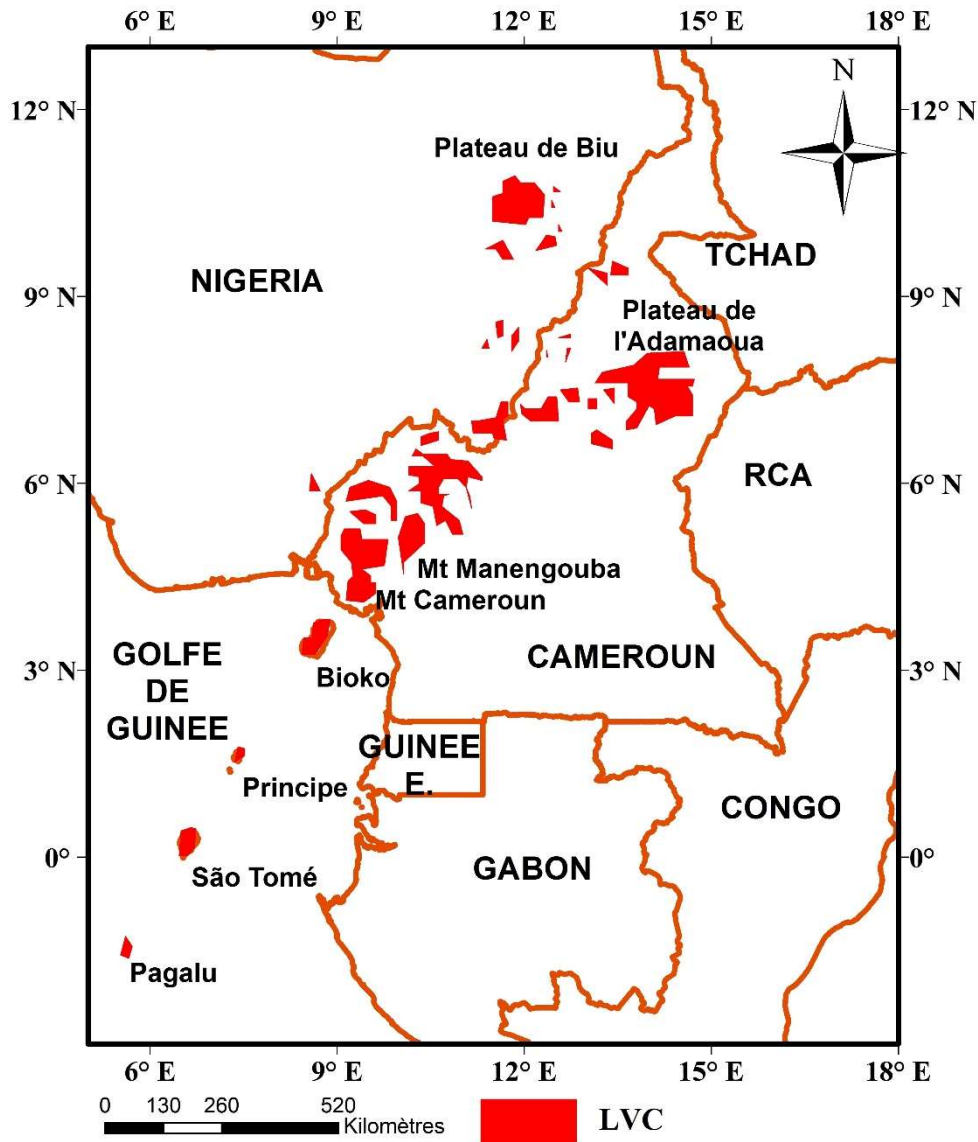 6° E 9° E 12° E 15° E 18° E
N
12° N 12° N
Plateau de Biu
TCHAD
NIGERIA
9° N 9° N
Plateau de
l'Adamaoua
RCA
6° N 6° N
Mt Manengouba
Mt Cameroun
GOLFE
DE
GUINEE
CAMEROUN
3° N 3° N
Bioko
GUINEE
E.
Principe
CONGO
0° 0°
São Tomé
GABON
Pagalu
6° E 9° E 12° E 15° E 18° E
0 130 260 520
Kilomètres
LVC